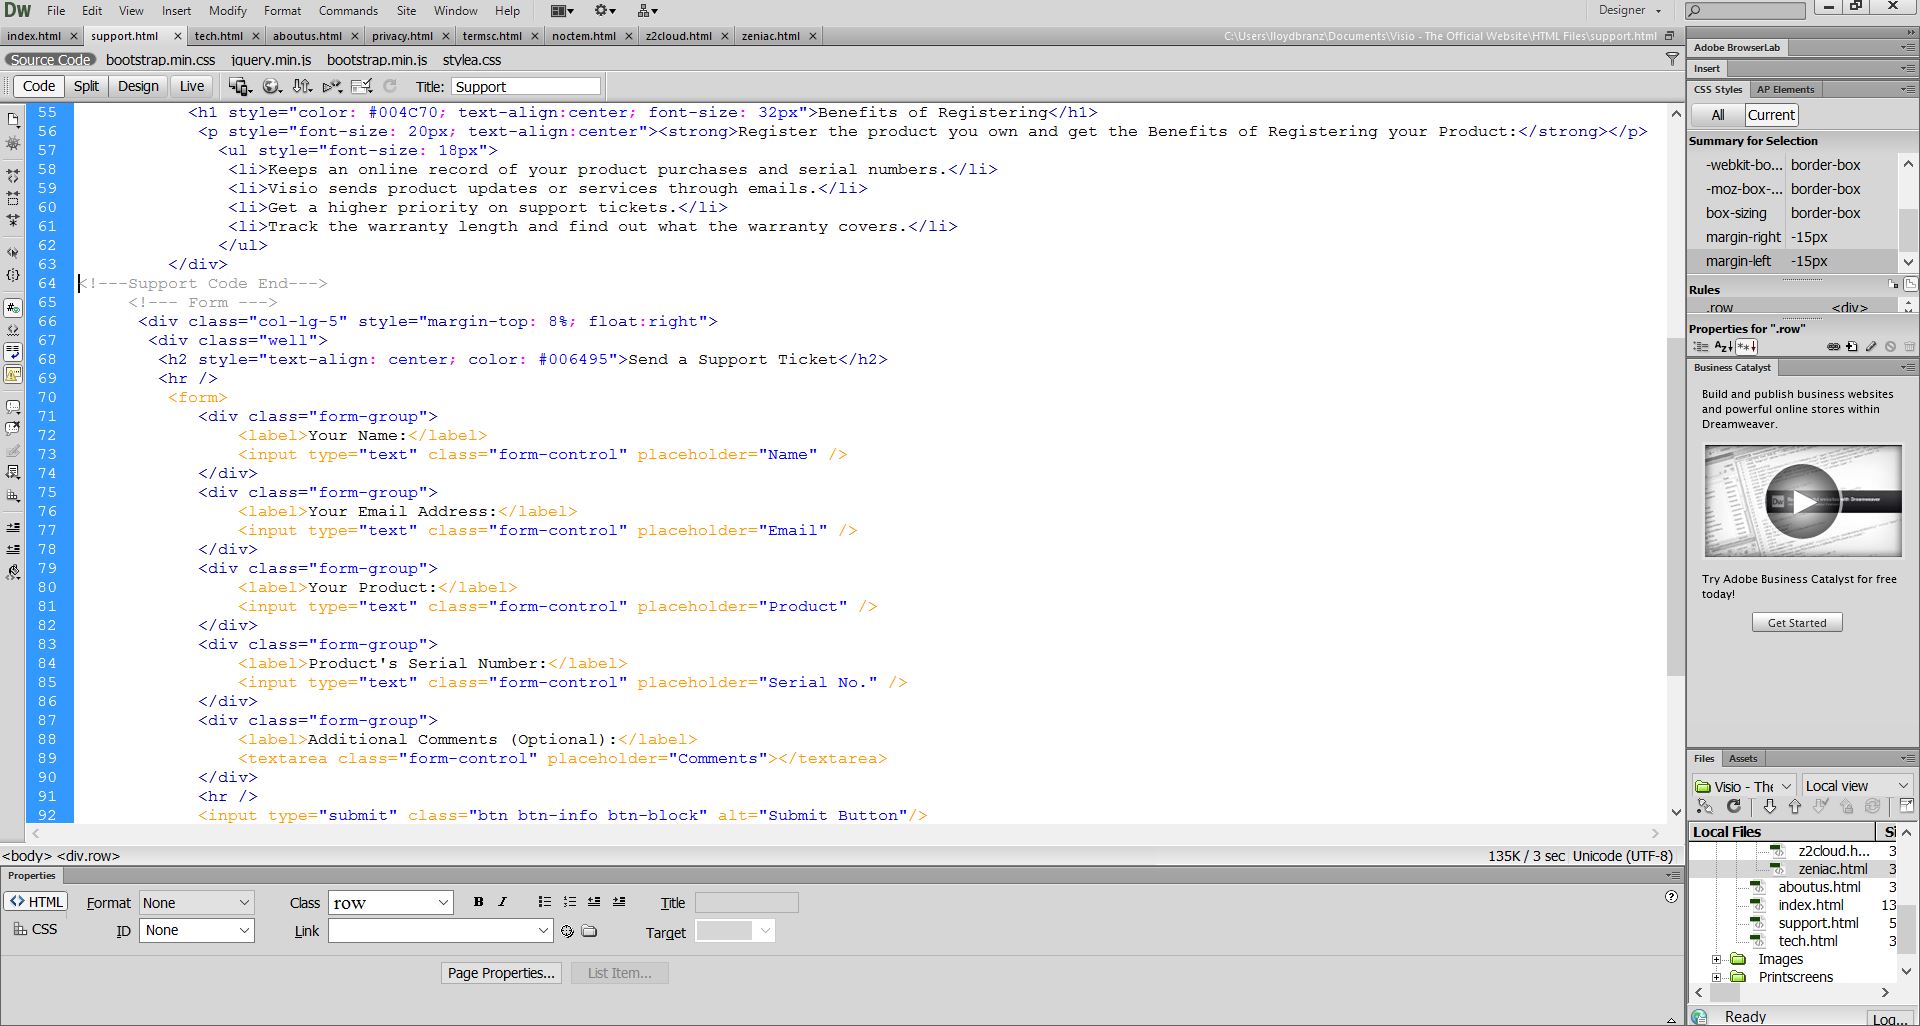 Dw File Edit View Insert Modify Format Commands Site Window Help Designer
index.html support.html tech.html aboutus.html privacy.html termsc.html noctem.html z2cloud.html zeniac.html C:\Users\lloydbranz\Documents\Visio - The Official Website\HTML Files\support.html
Source Code bootstrap.min.css jquery.min.js bootstrap.min.js stylea.css
Code Split Design Live Title: Support
55 <h1 style="color: #004C70; text-align:center; font-size: 32px">Benefits of Registering</h1>
56 <p style="font-size: 20px; text-align:center"><strong>Register the product you own and get the Benefits of Registering your Product:</strong></p>
57 <ul style="font-size: 18px">
58 <li>Keeps an online record of your product purchases and serial numbers.</li>
59 <li>Visio sends product updates or services through emails.</li>
60 <li>Get a higher priority on support tickets.</li>
61 <li>Track the warranty length and find out what the warranty covers.</li>
62 </ul>
63 </div>
64 <!---Support Code End--->
65 <!--- Form --->
66 <div class="col-lg-5" style="margin-top: 8%; float:right">
67 <div class="well">
68 <h2 style="text-align: center; color: #006495">Send a Support Ticket</h2>
69 <hr />
70 <form>
71 <div class="form-group">
72 <label>Your Name:</label>
73 <input type="text" class="form-control" placeholder="Name" />
74 </div>
75 <div class="form-group">
76 <label>Your Email Address:</label>
77 <input type="text" class="form-control" placeholder="Email" />
78 </div>
79 <div class="form-group">
80 <label>Your Product:</label>
81 <input type="text" class="form-control" placeholder="Product" />
82 </div>
83 <div class="form-group">
84 <label>Product's Serial Number:</label>
85 <input type="text" class="form-control" placeholder="Serial No." />
86 </div>
87 <div class="form-group">
88 <label>Additional Comments (Optional):</label>
89 <textarea class="form-control" placeholder="Comments"></textarea>
90 </div>
91 <hr />
92 <input type="submit" class="btn btn-info btn-block" alt="Submit Button"/>
<body> <div.row> 135K / 3 sec Unicode (UTF-8)
Properties
<> HTML Format None Class row B I Title
CSS ID None Link Target
Page Properties... List Item...
Adobe BrowserLab
Insert
CSS Styles AP Elements
All Current
Summary for Selection
-webkit-bo... border-box
-moz-box-... border-box
box-sizing border-box
margin-right -15px
margin-left -15px
Rules
.row <div>
Properties for ".row"
Az
Business Catalyst
Build and publish business websites
and powerful online stores within
Dreamweaver.
Try Adobe Business Catalyst for free
today!
Get Started
Files Assets
Visio - The Local view
Local Files Si
z2cloud.h... 3
zeniac.html 3
aboutus.html 3
index.html 13
support.html 5
tech.html 3
Images
Printscreens
Ready Log...